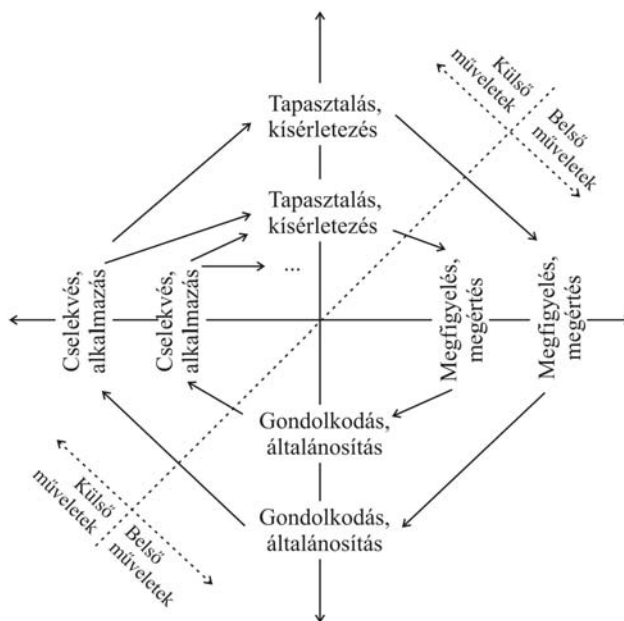 Külső
műveletek
Belső
műveletek
Tapasztalás,
kísérletezés
Tapasztalás,
kísérletezés
...
Cselekvés,
alkalmazás
Cselekvés,
alkalmazás
Megfigyelés,
megértés
Megfigyelés,
megértés
Gondolkodás,
általánosítás
Gondolkodás,
általánosítás
Külső
műveletek
Belső
műveletek